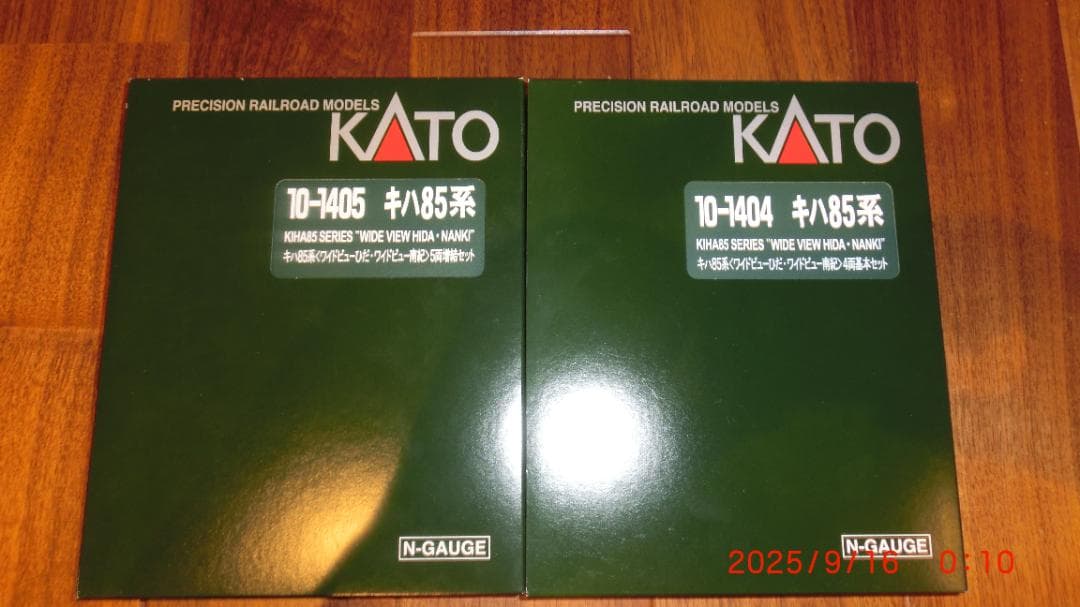 PRECISION RAILROAD MODELS
KATO
10-1405 キハ85系
KIHA85 SERIES "WIDE VIEW HIDA・NANKI"
キハ85系〈ワイドビューひだ・ワイドビュー南紀〉5両増結セット
N-GAUGE
PRECISION RAILROAD MODELS
KATO
10-1404 キハ85系
KIHA85 SERIES "WIDE VIEW HIDA・NANKI"
キハ85系〈ワイドビューひだ・ワイドビュー南紀〉4両基本セット
N-GAUGE
2025/9/16 0:10